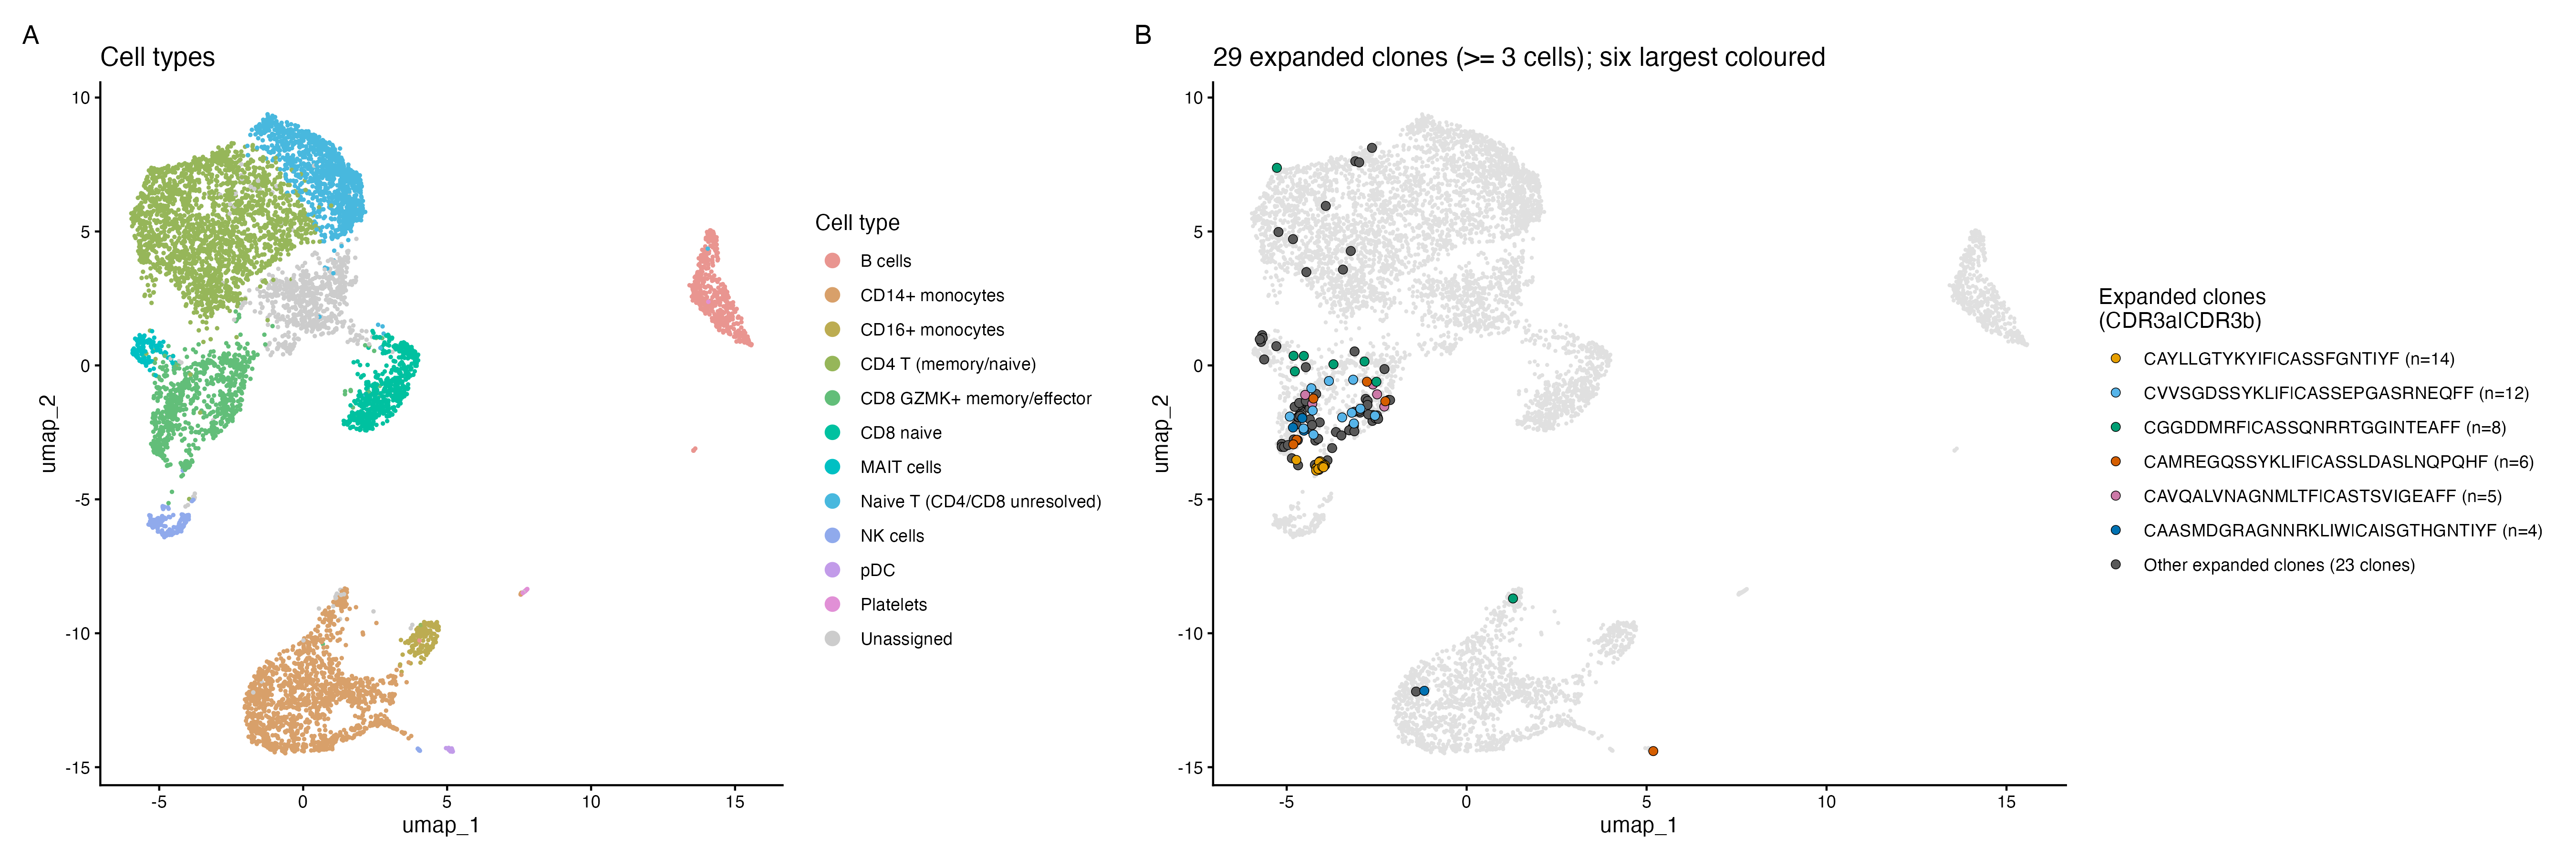 A
Cell types
10
5
0
-5
-10
-15
umap_2
-5
0
5
10
15
umap_1
Cell type
B cells
CD14+ monocytes
CD16+ monocytes
CD4 T (memory/naive)
CD8 GZMK+ memory/effector
CD8 naive
MAIT cells
Naive T (CD4/CD8 unresolved)
NK cells
pDC
Platelets
Unassigned
B
29 expanded clones (>= 3 cells); six largest coloured
10
5
0
-5
-10
-15
umap_2
-5
0
5
10
15
umap_1
Expanded clones
(CDR3a|CDR3b)
CAYLLGTYKYIF|CASSFGNTIYF (n=14)
CVVSGDSSYKLIF|CASSEPGASRNEQFF (n=12)
CGGDDMRF|CASSQNRRTGGINTEAFF (n=8)
CAMREGQSSYKLIF|CASSLDASLNQPQHF (n=6)
CAVQALVNAGNMLTF|CASTSVIGEAFF (n=5)
CAASMDGRAGNNRKLIW|CAISGTHGNTIYF (n=4)
Other expanded clones (23 clones)